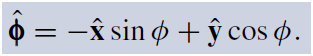 𝛟̂ = −𝐱̂ sin ϕ + 𝐲̂ cos ϕ.